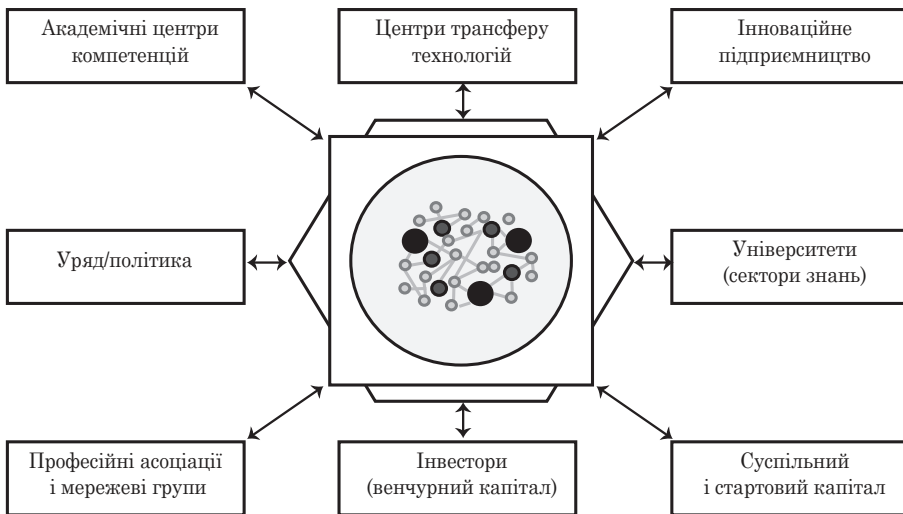 Академічні центри
компетенцій
Центри трансферу
технологій
Інноваційне
підприємництво
Уряд/політика
Університети
(сектори знань)
Професійні асоціації
і мережеві групи
Інвестори
(венчурний капітал)
Суспільний
і стартовий капітал